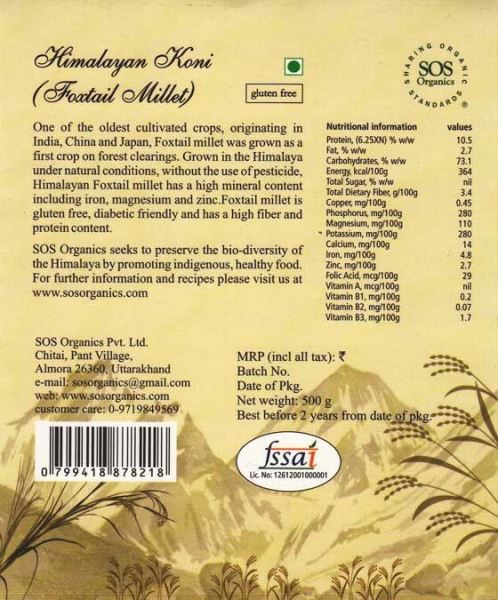 Himalayan Koni
(Foxtail Millet)
gluten free
SHARING ORGANIC STANDARDS
SOS
Organics
®
One of the oldest cultivated crops, originating in
India, China and Japan, Foxtail millet was grown as a
first crop on forest clearings. Grown in the Himalaya
under natural conditions, without the use of pesticide,
Himalayan Foxtail millet has a high mineral content
including iron, magnesium and zinc.Foxtail millet is
gluten free, diabetic friendly and has a high fiber and
protein content.
SOS Organics seeks to preserve the bio-diversity of
the Himalaya by promoting indigenous, healthy food.
For further information and recipes please visit us at
www.sosorganics.com
Nutritional information values
Protein, (6.25XN) % w/w 10.5
Fat, % w/w 2.7
Carbohydrates, % w/w 73.1
Energy, kcal/100g 364
Total Sugar, % w/w nil
Total Dietary Fiber, g/100g 3.4
Copper, mg/100g 0.45
Phosphorus, mg/100g 280
Magnesium, mg/100g 110
Potassium, mg/100g 280
Calcium, mg/100g 14
Iron, mg/100g 4.8
Zinc, mg/100g 2.7
Folic Acid, mcg/100g 29
Vitamin A, mcg/100g nil
Vitamin B1, mg/100g 0.2
Vitamin B2, mg/100g 0.07
Vitamin B3, mg/100g 1.7
SOS Organics Pvt. Ltd.
Chitai, Pant Village,
Almora 26360, Uttarakhand
e-mail: sosorganics@gmail.com
web: www.sosorganics.com
customer care: 0-9719849569
MRP (incl all tax): ₹
Batch No.
Date of Pkg.
Net weight: 500 g
Best before 2 years from date of pkg.
0 799418 878218
fssai
Lic. No: 12612001000001